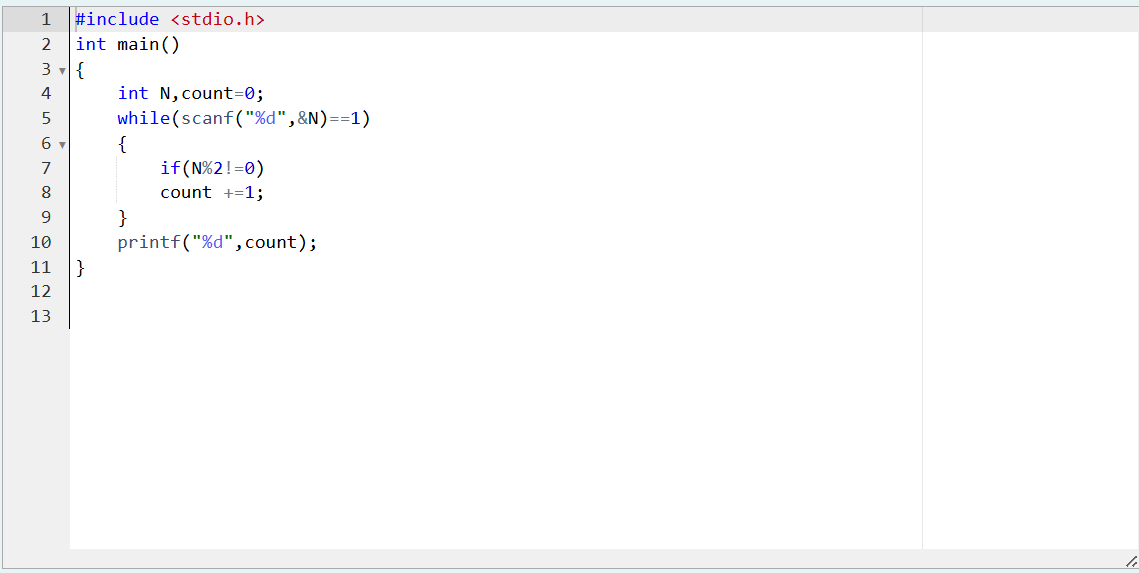 1 #include <stdio.h>
2 int main()
3 {
4     int N,count=0;
5     while(scanf("%d",&N)==1)
6     {
7         if(N%2!=0)
8         count +=1;
9     }
10     printf("%d",count);
11 }
12
13